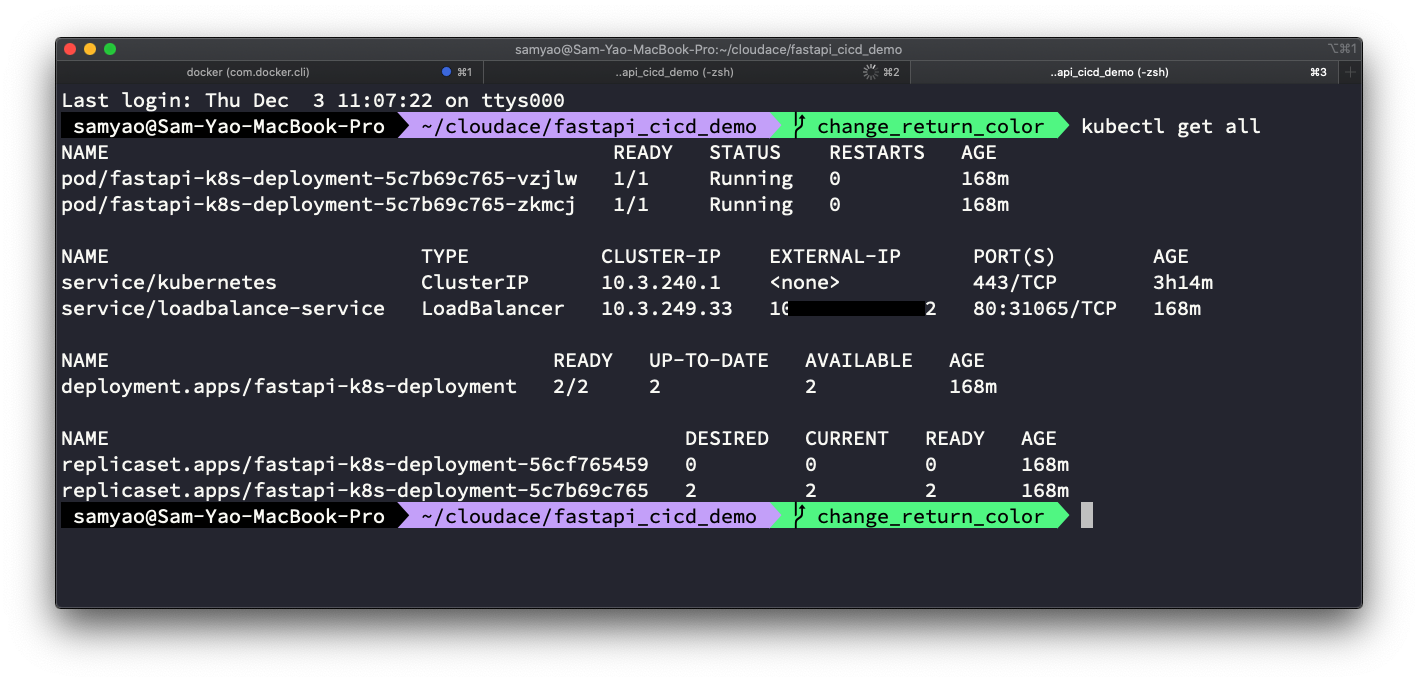 samyao@Sam-Yao-MacBook-Pro:~/cloudace/fastapi_cicd_demo ⌥⌘1
docker (com.docker.cli) ⌘1 ..api_cicd_demo (-zsh) ⌘2 ..api_cicd_demo (-zsh) ⌘3 +
Last login: Thu Dec  3 11:07:22 on ttys000
samyao@Sam-Yao-MacBook-Pro ~/cloudace/fastapi_cicd_demo change_return_color kubectl get all
NAME READY STATUS RESTARTS AGE
pod/fastapi-k8s-deployment-5c7b69c765-vzjlw 1/1 Running 0 168m
pod/fastapi-k8s-deployment-5c7b69c765-zkmcj 1/1 Running 0 168m
NAME TYPE CLUSTER-IP EXTERNAL-IP PORT(S) AGE
service/kubernetes ClusterIP 10.3.240.1 <none> 443/TCP 3h14m
service/loadbalance-service LoadBalancer 10.3.249.33 10 2 80:31065/TCP 168m
NAME READY UP-TO-DATE AVAILABLE AGE
deployment.apps/fastapi-k8s-deployment 2/2 2 2 168m
NAME DESIRED CURRENT READY AGE
replicaset.apps/fastapi-k8s-deployment-56cf765459 0 0 0 168m
replicaset.apps/fastapi-k8s-deployment-5c7b69c765 2 2 2 168m
samyao@Sam-Yao-MacBook-Pro ~/cloudace/fastapi_cicd_demo change_return_color